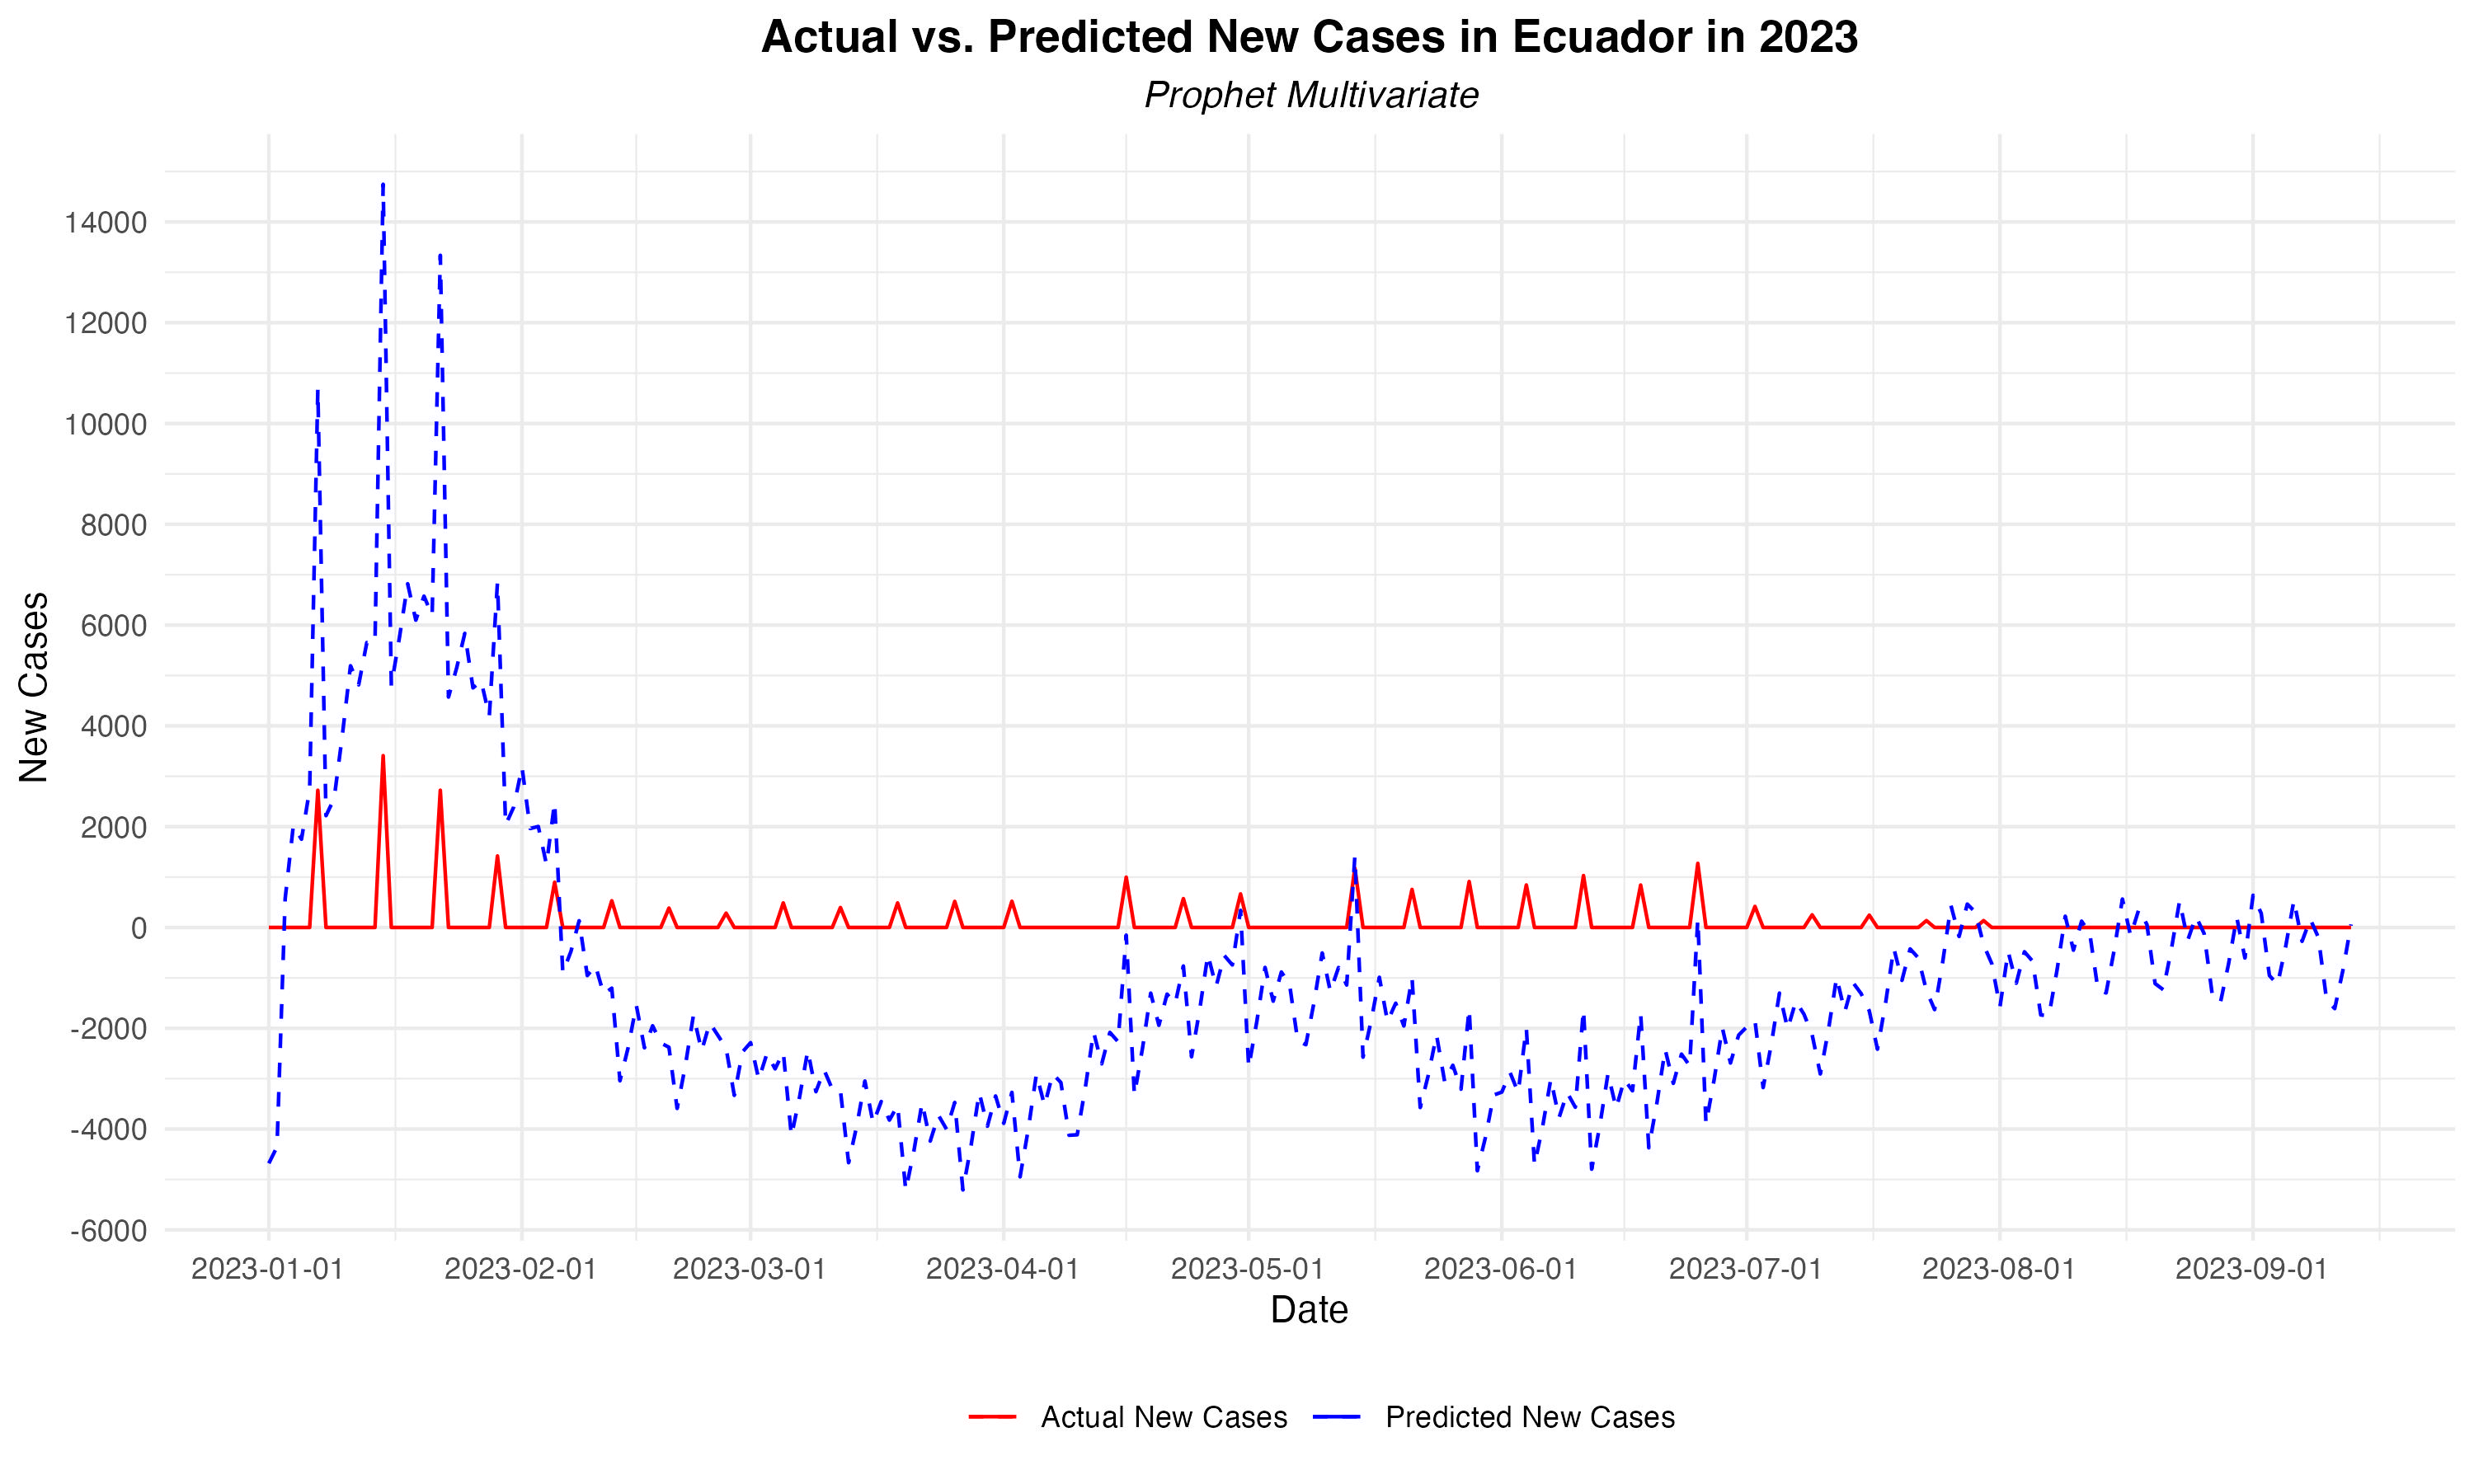 Actual vs. Predicted New Cases in Ecuador in 2023
Prophet Multivariate
New Cases
14000
12000
10000
8000
6000
4000
2000
0
-2000
-4000
-6000
2023-01-01 2023-02-01 2023-03-01 2023-04-01 2023-05-01 2023-06-01 2023-07-01 2023-08-01 2023-09-01
Date
Actual New Cases Predicted New Cases